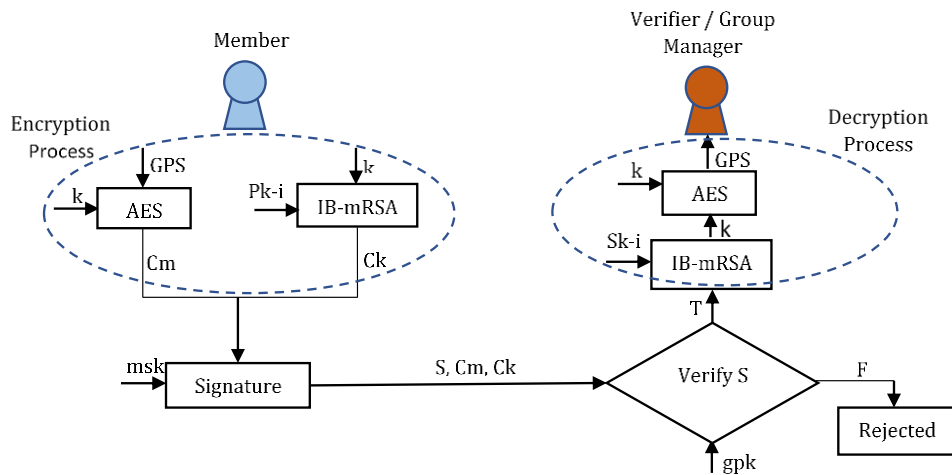 Member
Verifier / Group
Manager
Encryption
Process
Decryption
Process
GPS
k
AES
Cm
k
Pk-i
IB-mRSA
Ck
GPS
k
AES
k
Sk-i
IB-mRSA
T
msk
Signature
S, Cm, Ck
Verify S
F
Rejected
gpk